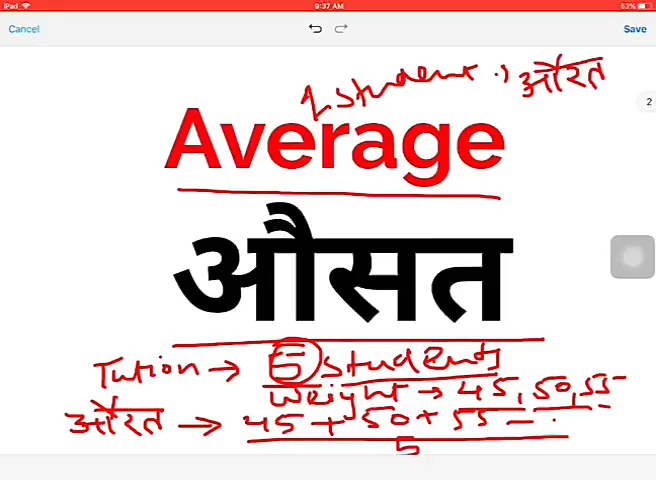 iPad 9:37 AM 53%
Cancel Save
1 Student . , औरत
2
Average
औसत
Tution → 5 Students
Weight → 45, 50, 55
औरत → 45 + 50 + 55 - .
5